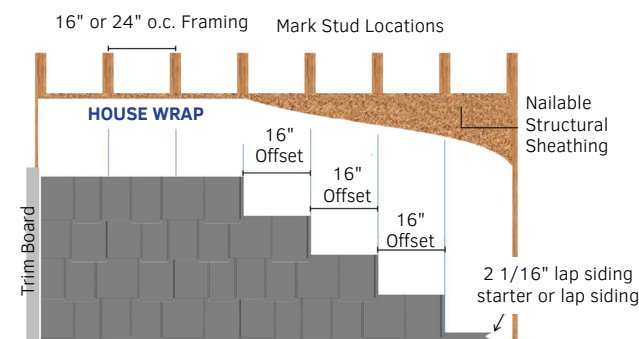 16" or 24" o.c. Framing
Mark Stud Locations
HOUSE WRAP
Nailable
Structural
Sheathing
16"
Offset
16"
Offset
16"
Offset
Trim Board
2 1/16" lap siding
starter or lap siding